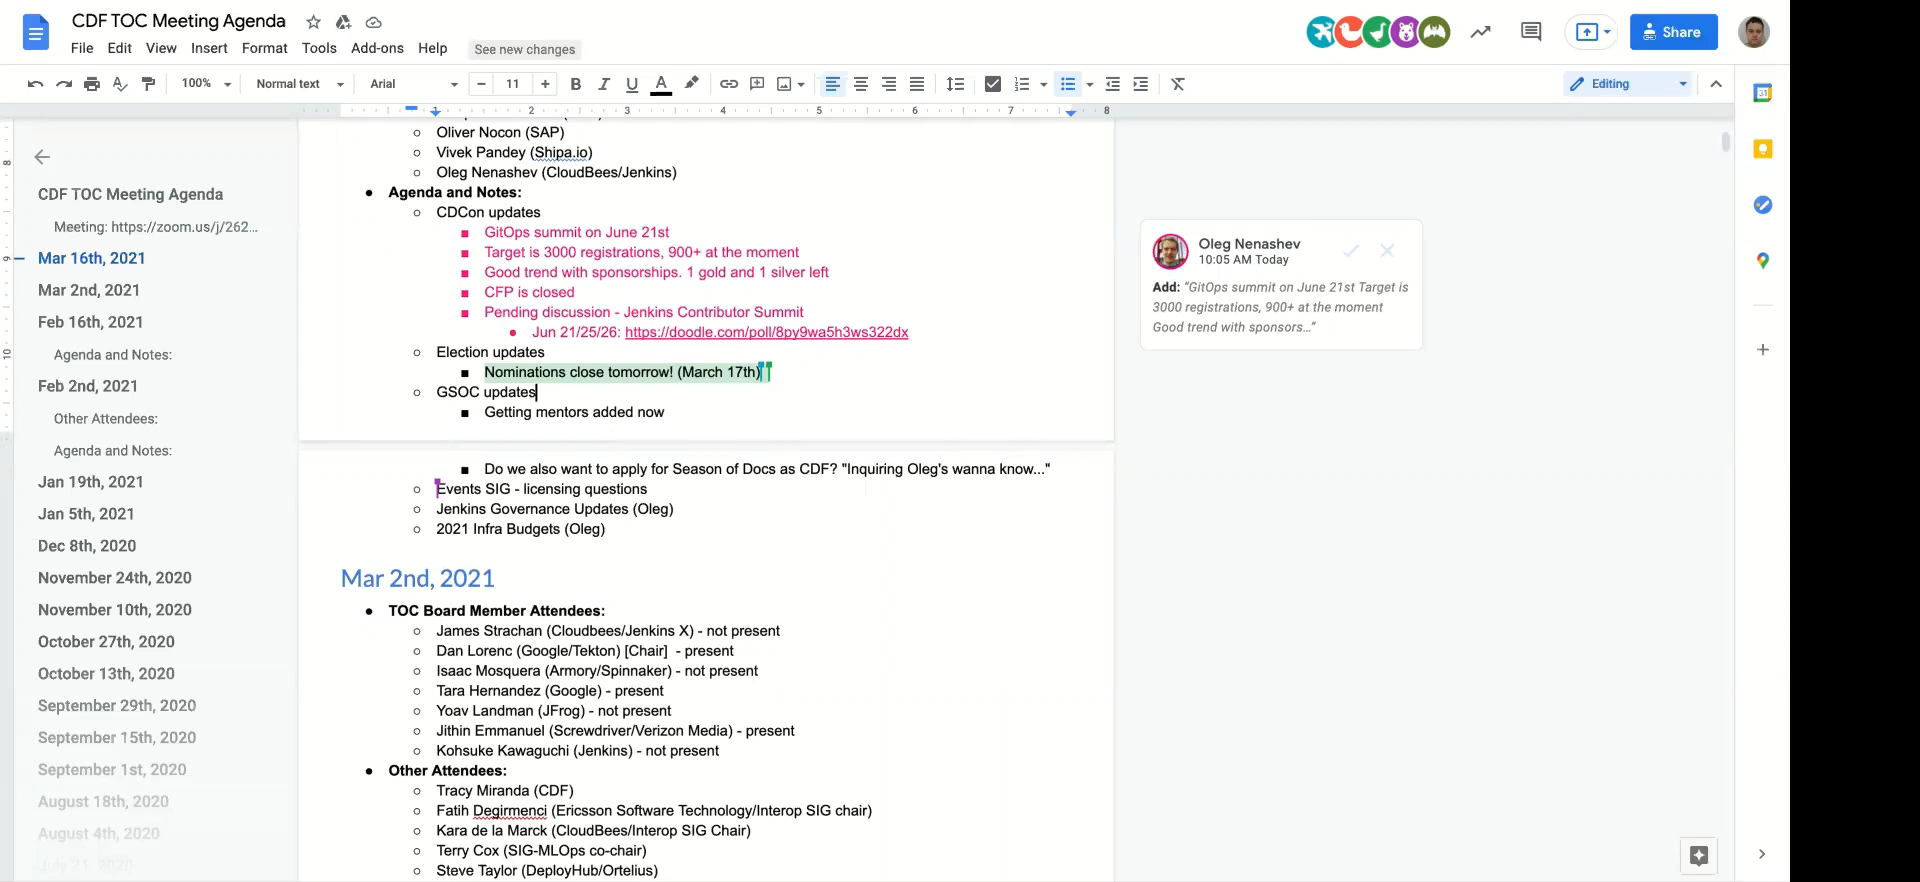 CDF TOC Meeting Agenda
File Edit View Insert Format Tools Add-ons Help See new changes
Share
100% Normal text Arial 11 Editing
1 2 3 4 5 6 7 8
CDF TOC Meeting Agenda
Meeting: https://zoom.us/j/262...
Mar 16th, 2021
Mar 2nd, 2021
Feb 16th, 2021
Agenda and Notes:
Feb 2nd, 2021
Other Attendees:
Agenda and Notes:
Jan 19th, 2021
Jan 5th, 2021
Dec 8th, 2020
November 24th, 2020
November 10th, 2020
October 27th, 2020
October 13th, 2020
September 29th, 2020
September 15th, 2020
September 1st, 2020
August 18th, 2020
August 4th, 2020
July 21, 2020
8
9
10
Oliver Nocon (SAP)
Vivek Pandey (Shipa.io)
Oleg Nenashev (CloudBees/Jenkins)
Agenda and Notes:
CDCon updates
GitOps summit on June 21st
Target is 3000 registrations, 900+ at the moment
Good trend with sponsorships. 1 gold and 1 silver left
CFP is closed
Pending discussion - Jenkins Contributor Summit
Jun 21/25/26: https://doodle.com/poll/8py9wa5h3ws322dx
Election updates
Nominations close tomorrow! (March 17th)
GSOC updates
Getting mentors added now
Do we also want to apply for Season of Docs as CDF? "Inquiring Oleg's wanna know..."
Events SIG - licensing questions
Jenkins Governance Updates (Oleg)
2021 Infra Budgets (Oleg)
Mar 2nd, 2021
TOC Board Member Attendees:
James Strachan (Cloudbees/Jenkins X) - not present
Dan Lorenc (Google/Tekton) [Chair] - present
Isaac Mosquera (Armory/Spinnaker) - not present
Tara Hernandez (Google) - present
Yoav Landman (JFrog) - not present
Jithin Emmanuel (Screwdriver/Verizon Media) - present
Kohsuke Kawaguchi (Jenkins) - not present
Other Attendees:
Tracy Miranda (CDF)
Fatih Degirmenci (Ericsson Software Technology/Interop SIG chair)
Kara de la Marck (CloudBees/Interop SIG Chair)
Terry Cox (SIG-MLOps co-chair)
Steve Taylor (DeployHub/Ortelius)
Oleg Nenashev
10:05 AM Today
Add: "GitOps summit on June 21st Target is
3000 registrations, 900+ at the moment
Good trend with sponsors..."
31